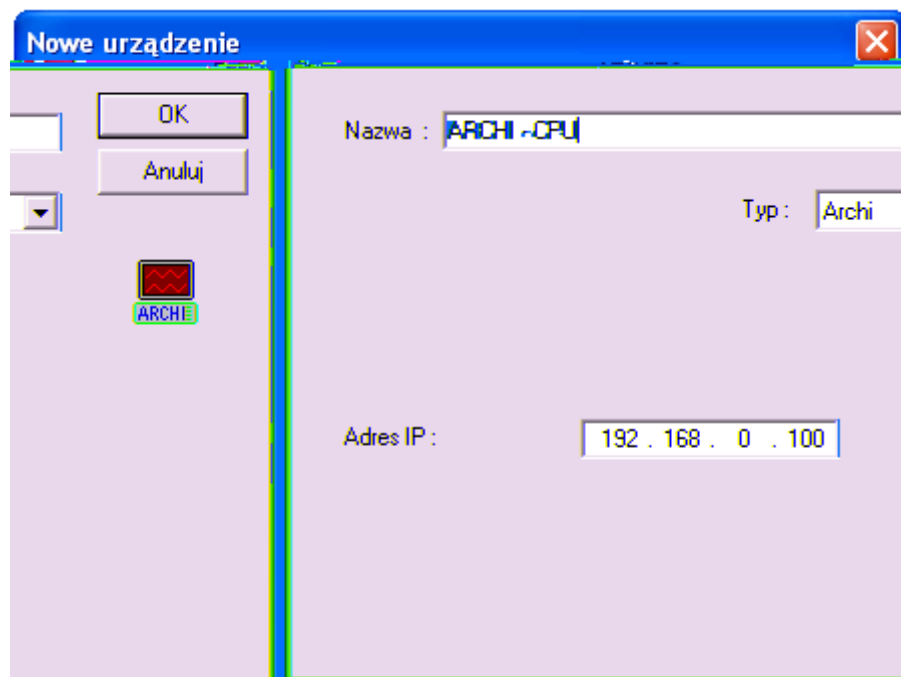 Nowe urządzenie
OK
Anuluj
ARCHI
Nazwa : ARCHI ~CPU
Typ : Archi
Adres IP : 192 . 168 . 0 . 100